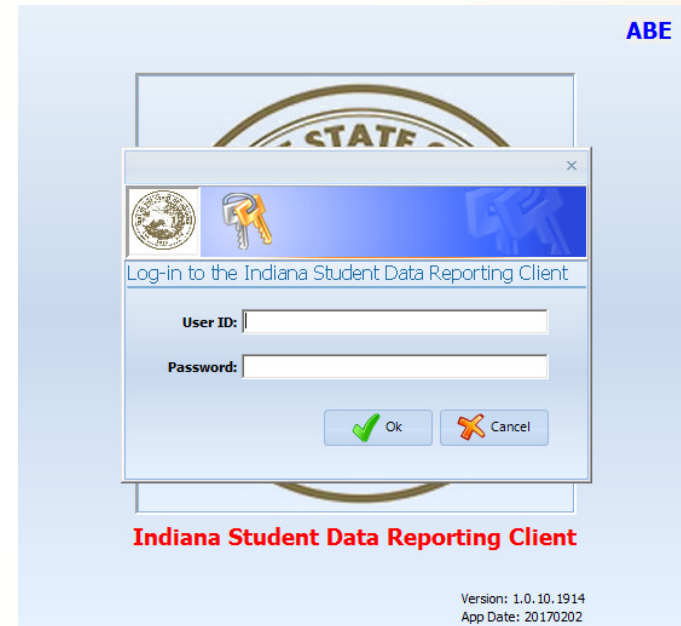 ABE
STATE
Log-in to the Indiana Student Data Reporting Client
User ID:
Password:
Ok
Cancel
Indiana Student Data Reporting Client
Version: 1.0.10.1914
App Date: 20170202